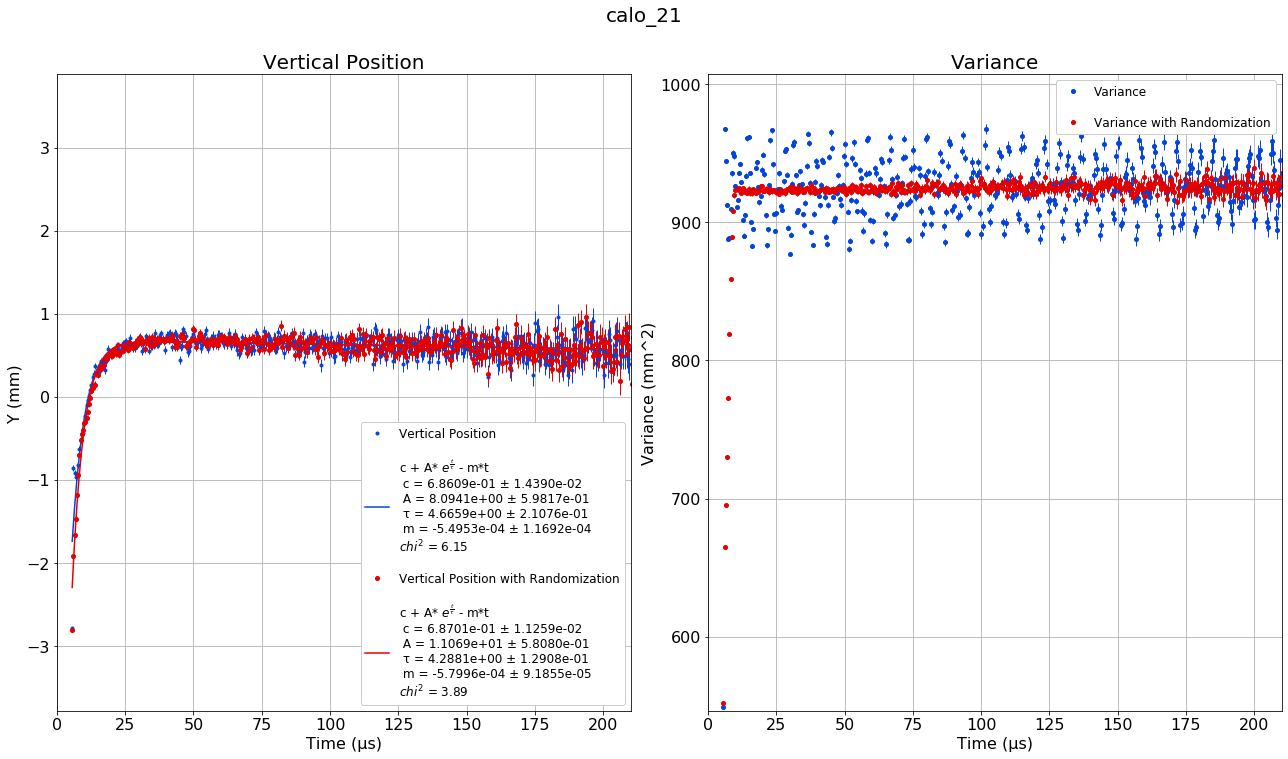 calo_21
Vertical Position
3
2
1
0
−1
−2
−3
Y (mm)
0 25 50 75 100 125 150 175 200
Time (μs)
Vertical Position
c + A* e^{t/τ} - m*t
c = 6.8609e-01 ± 1.4390e-02
A = 8.0941e+00 ± 5.9817e-01
τ = 4.6659e+00 ± 2.1076e-01
m = -5.4953e-04 ± 1.1692e-04
chi² = 6.15
Vertical Position with Randomization
c + A* e^{t/τ} - m*t
c = 6.8701e-01 ± 1.1259e-02
A = 1.1069e+01 ± 5.8080e-01
τ = 4.2881e+00 ± 1.2908e-01
m = -5.7996e-04 ± 9.1855e-05
chi² = 3.89
Variance
1000
900
800
700
600
Variance (mm^2)
0 25 50 75 100 125 150 175 200
Time (μs)
Variance
Variance with Randomization